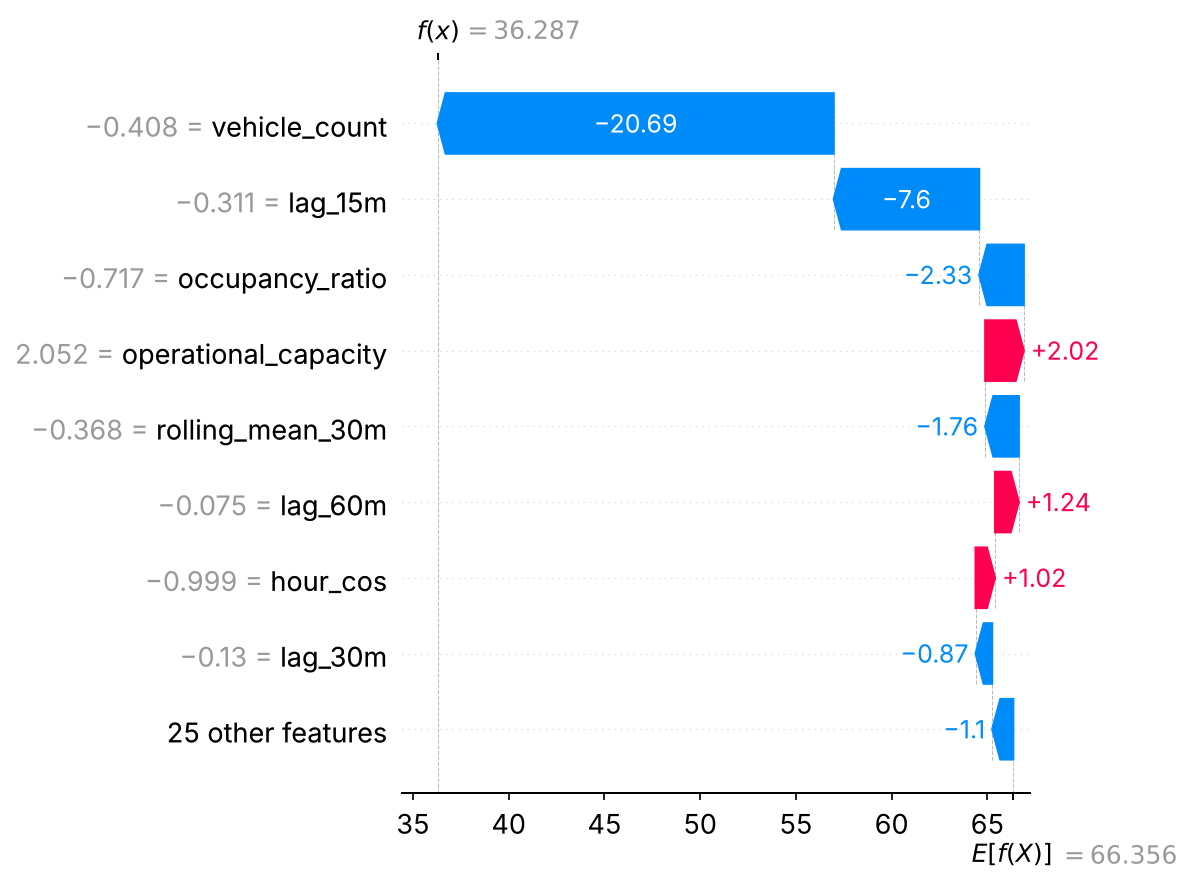 f(x) = 36.287
−0.408 = vehicle_count −20.69
−0.311 = lag_15m −7.6
−0.717 = occupancy_ratio −2.33
2.052 = operational_capacity +2.02
−0.368 = rolling_mean_30m −1.76
−0.075 = lag_60m +1.24
−0.999 = hour_cos +1.02
−0.13 = lag_30m −0.87
25 other features −1.1
35 40 45 50 55 60 65
E[f(X)] = 66.356